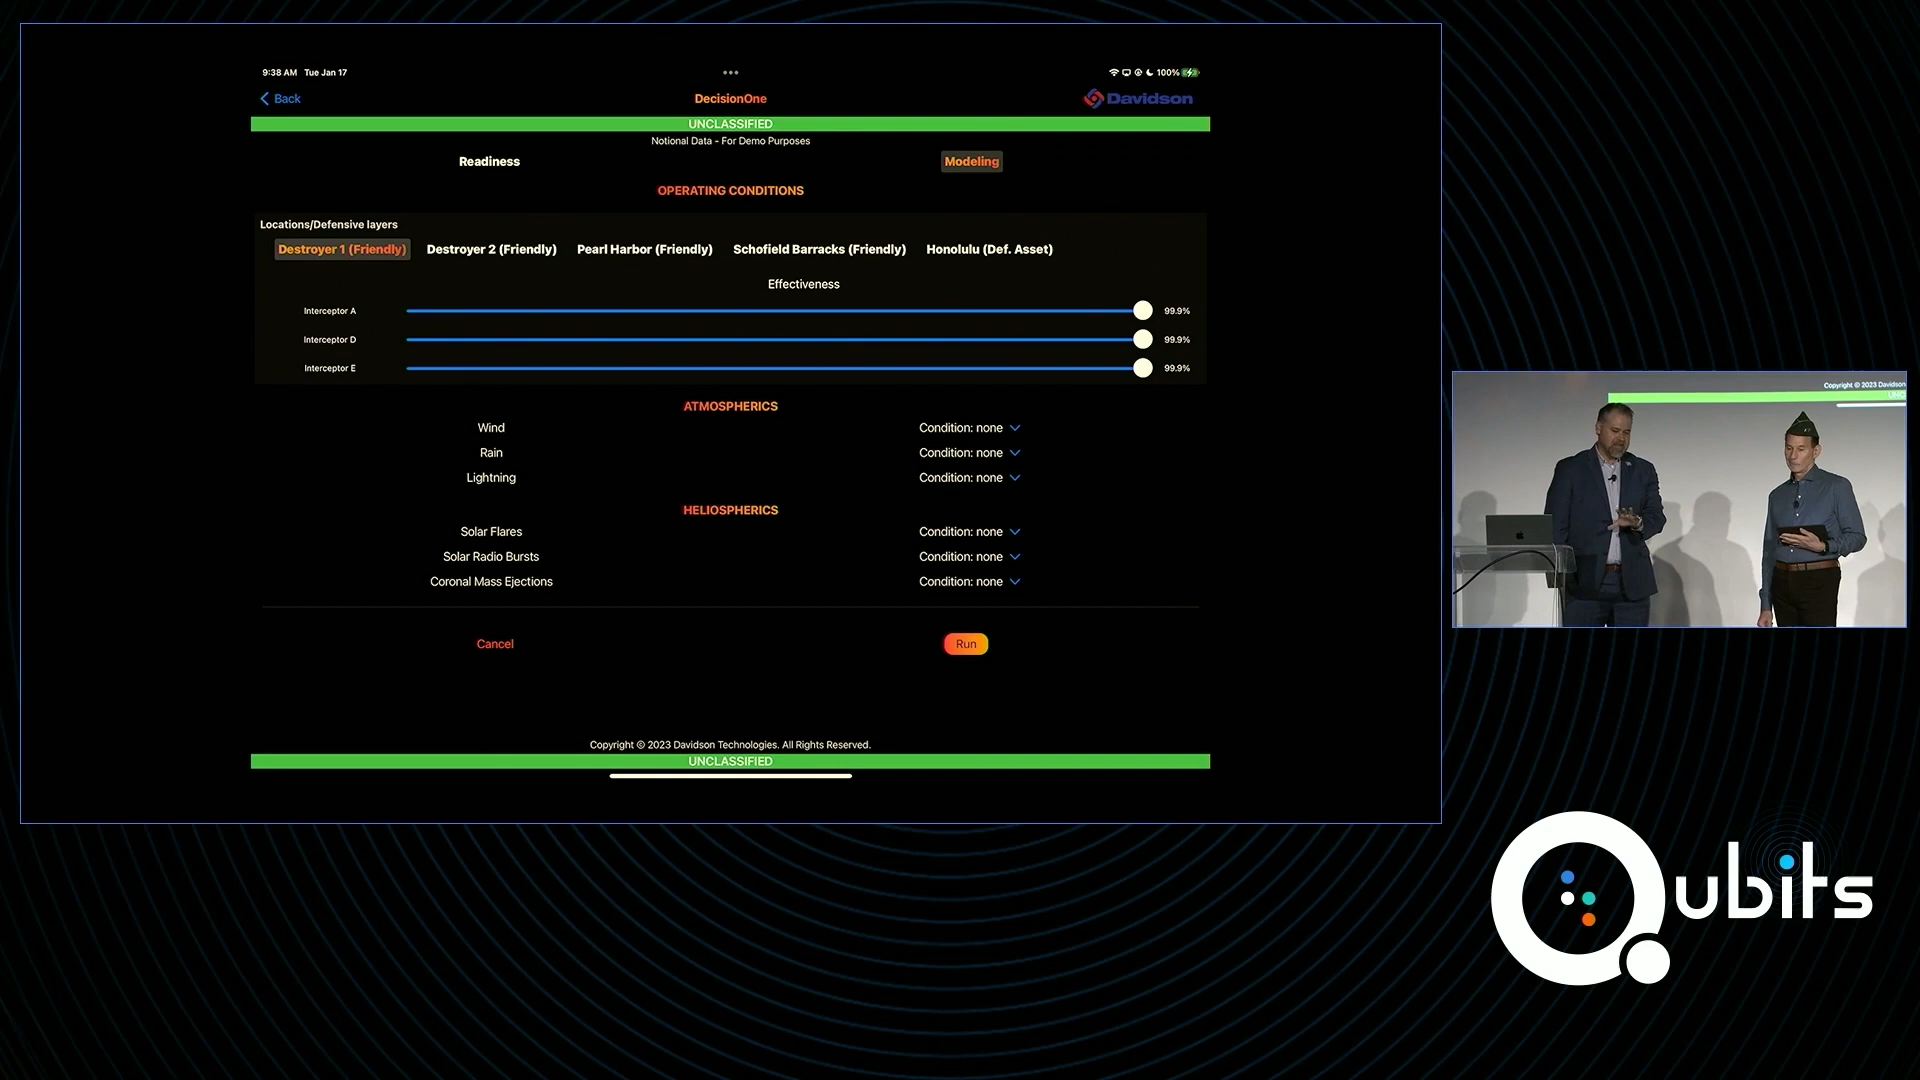 9:38 AM Tue Jan 17
100%
Back
DecisionOne
Davidson
UNCLASSIFIED
Notional Data - For Demo Purposes
Readiness
Modeling
OPERATING CONDITIONS
Locations/Defensive layers
Destroyer 1 (Friendly) Destroyer 2 (Friendly) Pearl Harbor (Friendly) Schofield Barracks (Friendly) Honolulu (Def. Asset)
Effectiveness
Interceptor A 99.9%
Interceptor D 99.9%
Interceptor E 99.9%
ATMOSPHERICS
Wind Condition: none
Rain Condition: none
Lightning Condition: none
HELIOSPHERICS
Solar Flares Condition: none
Solar Radio Bursts Condition: none
Coronal Mass Ejections Condition: none
Cancel Run
Copyright © 2023 Davidson Technologies. All Rights Reserved.
UNCLASSIFIED
Copyright © 2023 Davidson
UNC
Qubits